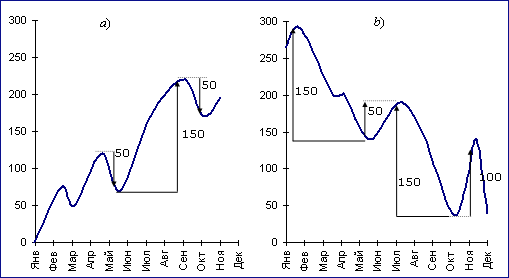 a)
300
250
200
150
100
50
0
50
50
150
Янв
Фев
Мар
Апр
Май
Июн
Июл
Авг
Сен
Окт
Ноя
Дек
b)
300
250
200
150
100
50
0
150
50
150
100
Янв
Фев
Мар
Апр
Май
Июн
Июл
Авг
Сен
Окт
Ноя
Дек